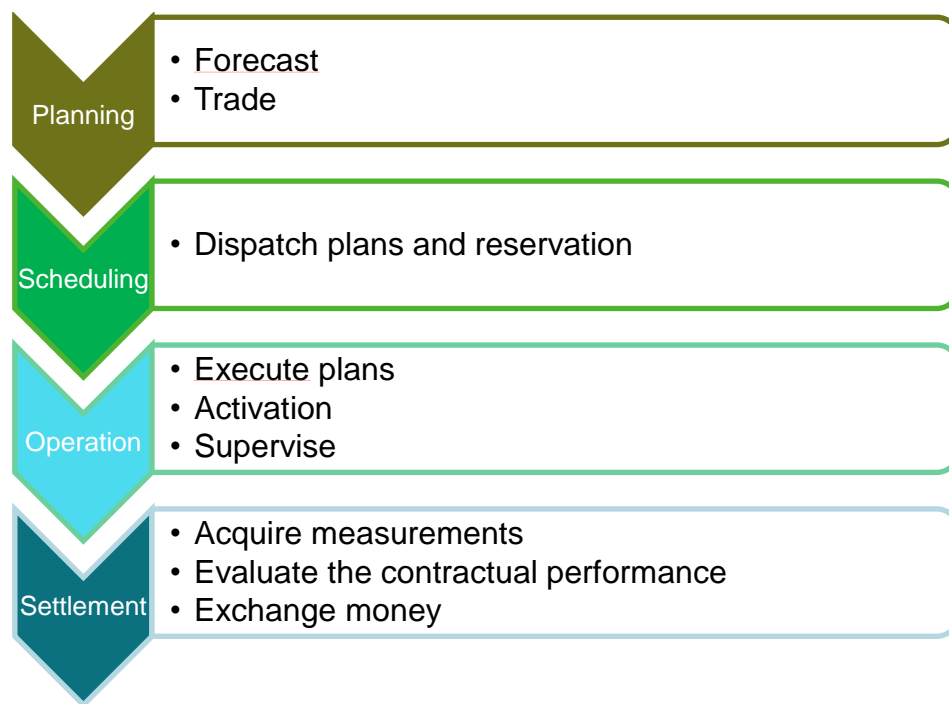 Planning
• Forecast
• Trade
Scheduling
• Dispatch plans and reservation
Operation
• Execute plans
• Activation
• Supervise
Settlement
• Acquire measurements
• Evaluate the contractual performance
• Exchange money